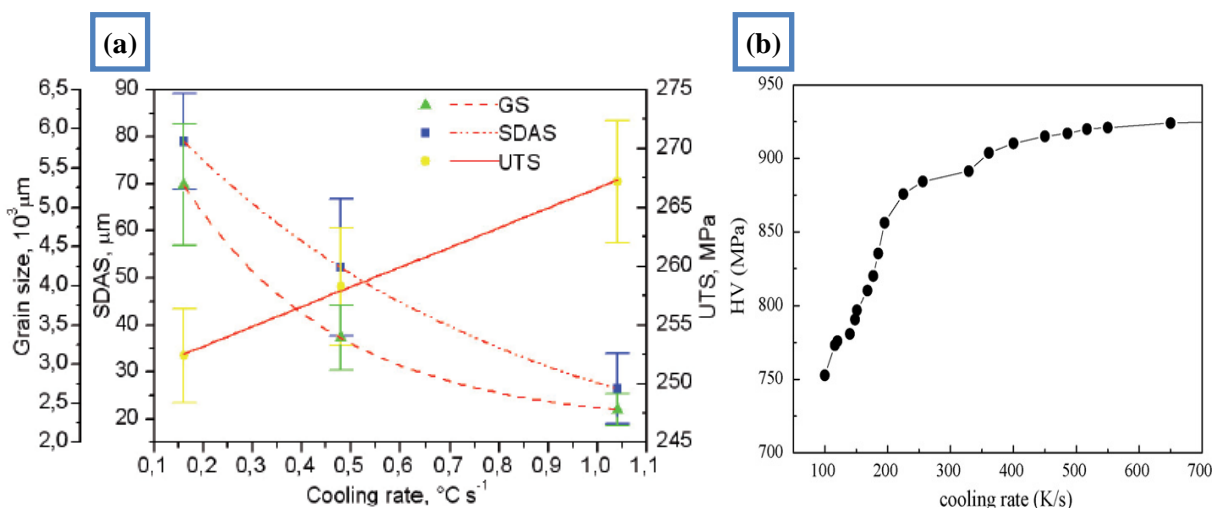 (a)
Grain size, 10³ μm
6,5
6,0
5,5
5,0
4,5
4,0
3,5
3,0
2,5
2,0
SDAS, μm
90
80
70
60
50
40
30
20
GS
SDAS
UTS
275
270
265
260
255
250
245
UTS, MPa
0,1 0,2 0,3 0,4 0,5 0,6 0,7 0,8 0,9 1,0 1,1
Cooling rate, °C s⁻¹
(b)
HV (MPa)
950
900
850
800
750
700
100 200 300 400 500 600 700
cooling rate (K/s)